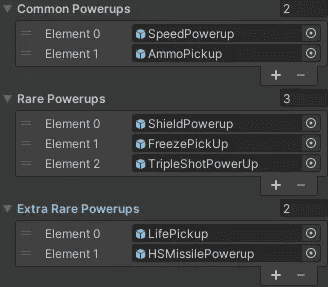 Common Powerups 2
Element 0 SpeedPowerup
Element 1 AmmoPickup
+ −
Rare Powerups 3
Element 0 ShieldPowerup
Element 1 FreezePickUp
Element 2 TripleShotPowerUp
+ −
Extra Rare Powerups 2
Element 0 LifePickup
Element 1 HSMissilePowerup
+ −